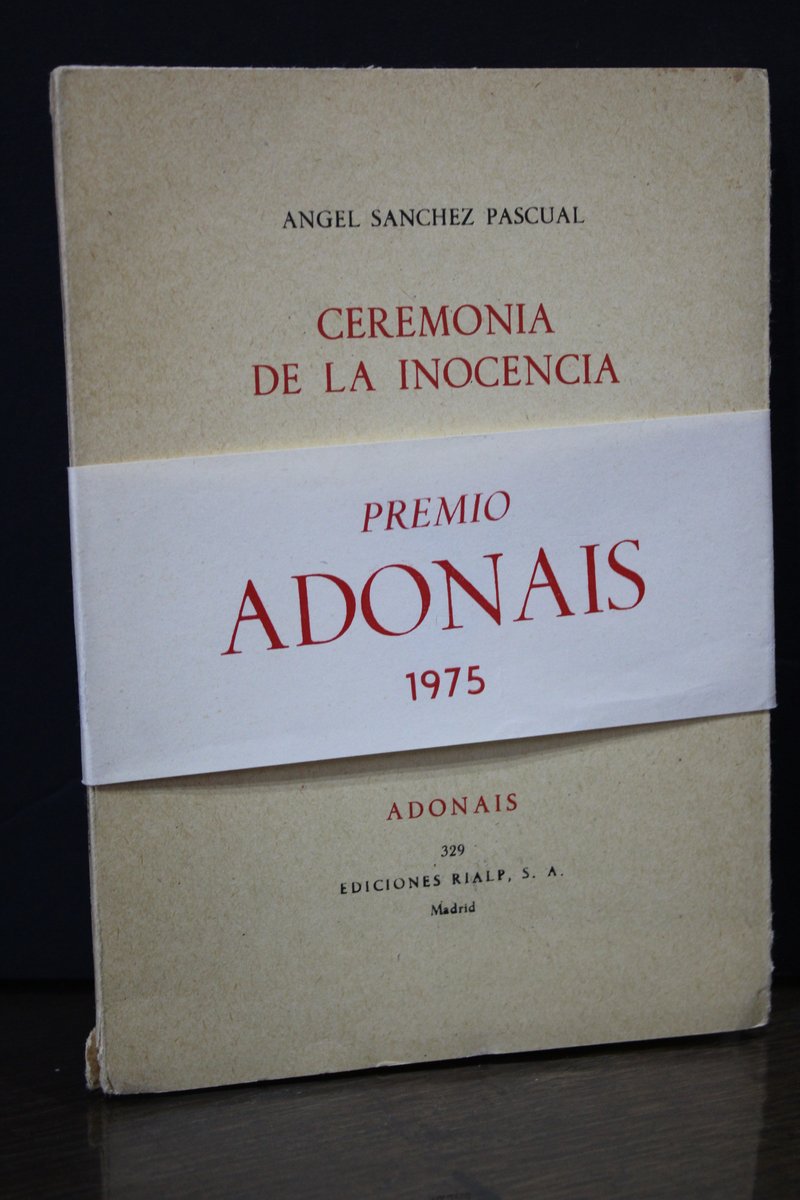 ANGEL SANCHEZ PASCUAL
CEREMONIA
DE LA INOCENCIA
PREMIO
ADONAIS
1975
ADONAIS
329
EDICIONES RIALP, S. A.
Madrid